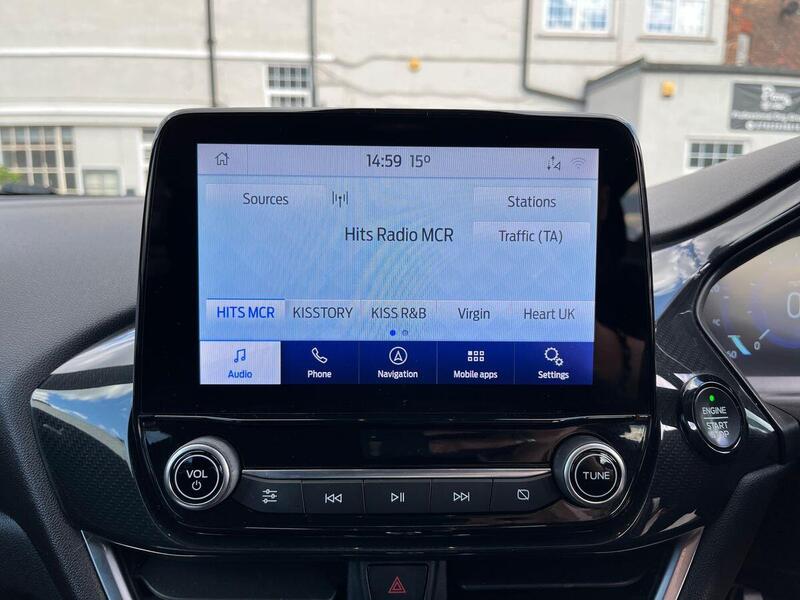 14:59 15°
Sources
Stations
Hits Radio MCR
Traffic (TA)
HITS MCR KISSTORY KISS R&B Virgin Heart UK
Audio Phone Navigation Mobile apps Settings
ENGINE
START
STOP
VOL
TUNE